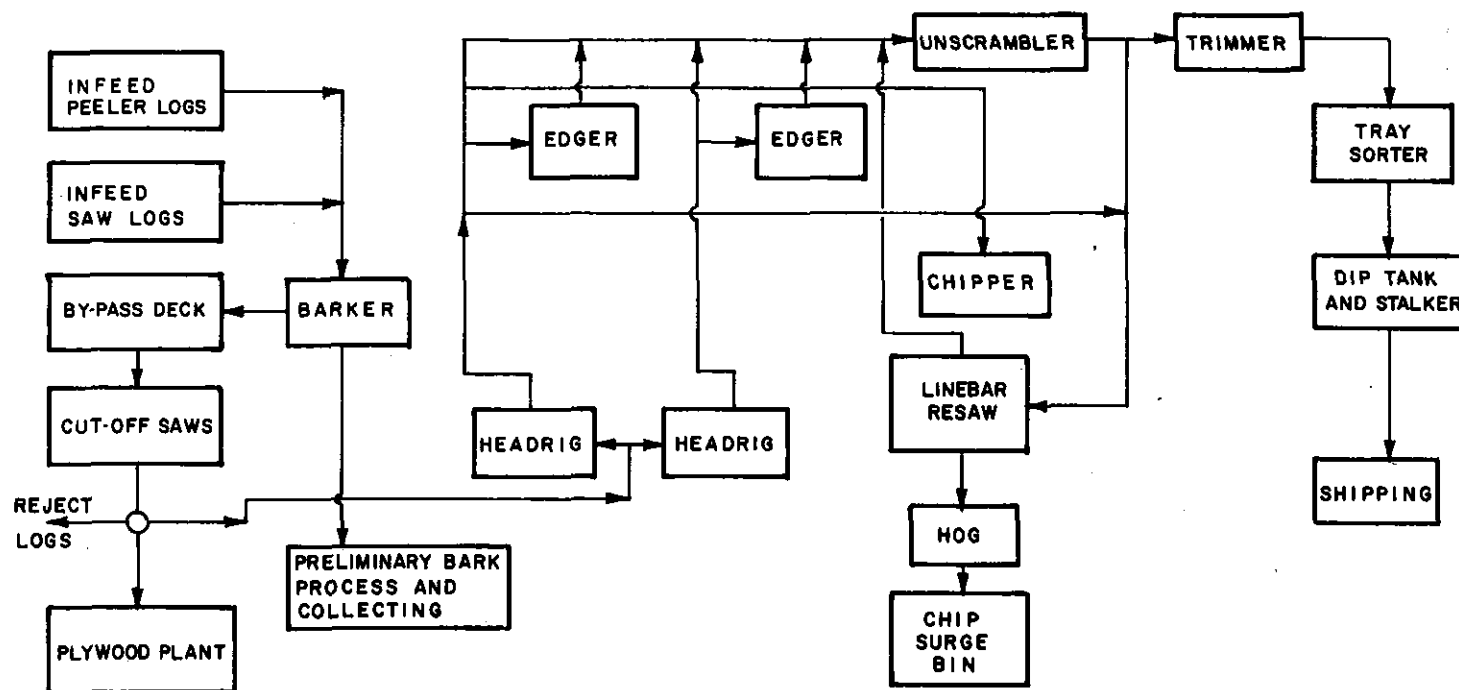 INFEED
PEELER LOGS
INFEED
SAW LOGS
BY-PASS DECK
BARKER
CUT-OFF SAWS
REJECT
LOGS
PLYWOOD PLANT
PRELIMINARY BARK
PROCESS AND
COLLECTING
HEADRIG
HEADRIG
EDGER
EDGER
UNSCRAMBLER
TRIMMER
CHIPPER
LINEBAR
RESAW
HOG
CHIP
SURGE
BIN
TRAY
SORTER
DIP TANK
AND STALKER
SHIPPING